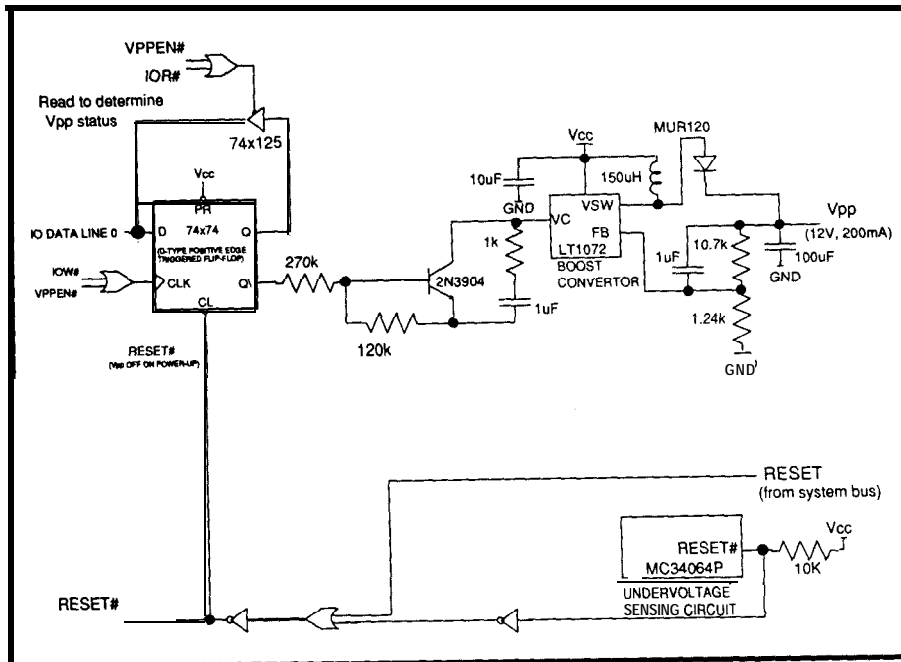 VPPEN#
IOR#
Read to determine
Vpp status
74x125
Vcc
PR
IO DATA LINE 0
D
74x74
Q
(D-TYPE POSITIVE EDGE
TRIGGERED FLIP-FLOP)
IOW#
VPPEN#
CLK
Q\
CL
RESET#
(Vpp OFF ON POWER-UP)
270k
120k
2N3904
10uF
GND
Vcc
150uH
MUR120
VC
VSW
FB
LT1072
BOOST
CONVERTOR
1k
1uF
1uF
10.7k
1.24k
GND
100uF
GND
Vpp
(12V, 200mA)
RESET
(from system bus)
RESET#
MC34064P
UNDERVOLTAGE
SENSING CIRCUIT
Vcc
10K
RESET#